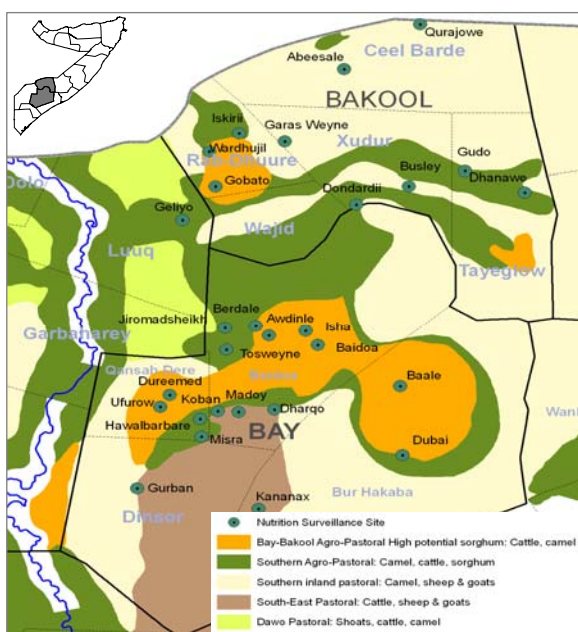 Qurajowe
Ceel Barde
Abeesale
BAKOOL
Iskirii
Garas Weyne
Wardhujil
Xudur
Rab-Dhuure
Gudo
Busley
Gobato
Dhanawe
Dondardii
Geliyo
Wajid
Luuq
Tayeglow
Jiromadsheikh
Berdale
Awdinle
Isha
Garbaharey
Tosweyne
Baidoa
Qansah Dere
Dureemed
Baale
Koban
Madoy
Ufurow
Dharqo
Hawalbarbare
BAY
Misra
Dubai
Gurban
Bur Hakaba
Kananax
Dinsor
Nutrition Surveillance Site
Bay-Bakool Agro-Pastoral High potential sorghum: Cattle, camel
Southern Agro-Pastoral: Camel, cattle, sorghum
Southern inland pastoral: Camel, sheep & goats
South-East Pastoral: Cattle, sheep & goats
Dawo Pastoral: Shoats, cattle, camel